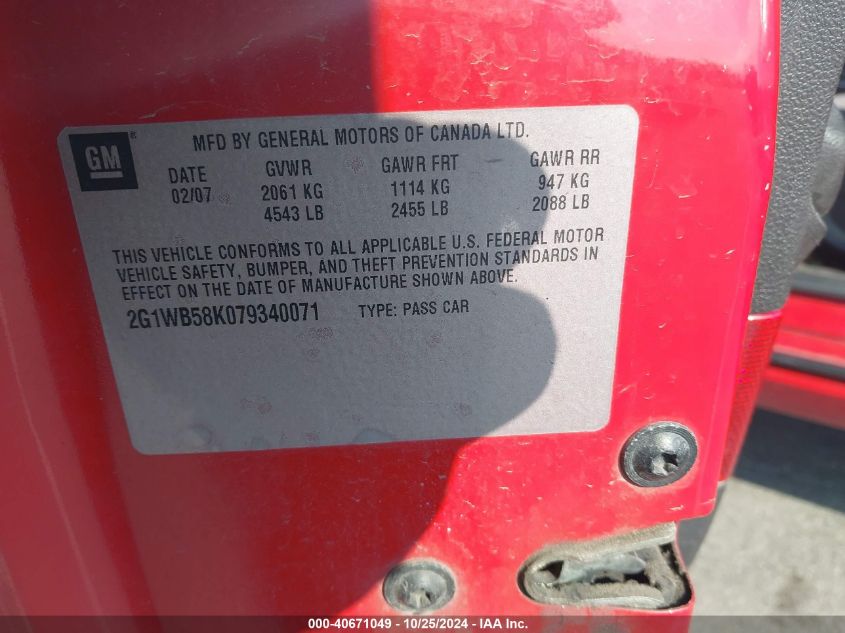 GM®
MFD BY GENERAL MOTORS OF CANADA LTD.
DATE GVWR GAWR FRT GAWR RR
02/07 2061 KG 1114 KG 947 KG
4543 LB 2455 LB 2088 LB
THIS VEHICLE CONFORMS TO ALL APPLICABLE U.S. FEDERAL MOTOR
VEHICLE SAFETY, BUMPER, AND THEFT PREVENTION STANDARDS IN
EFFECT ON THE DATE OF MANUFACTURE SHOWN ABOVE.
2G1WB58K079340071 TYPE: PASS CAR
000-40671049 - 10/25/2024 - IAA Inc.